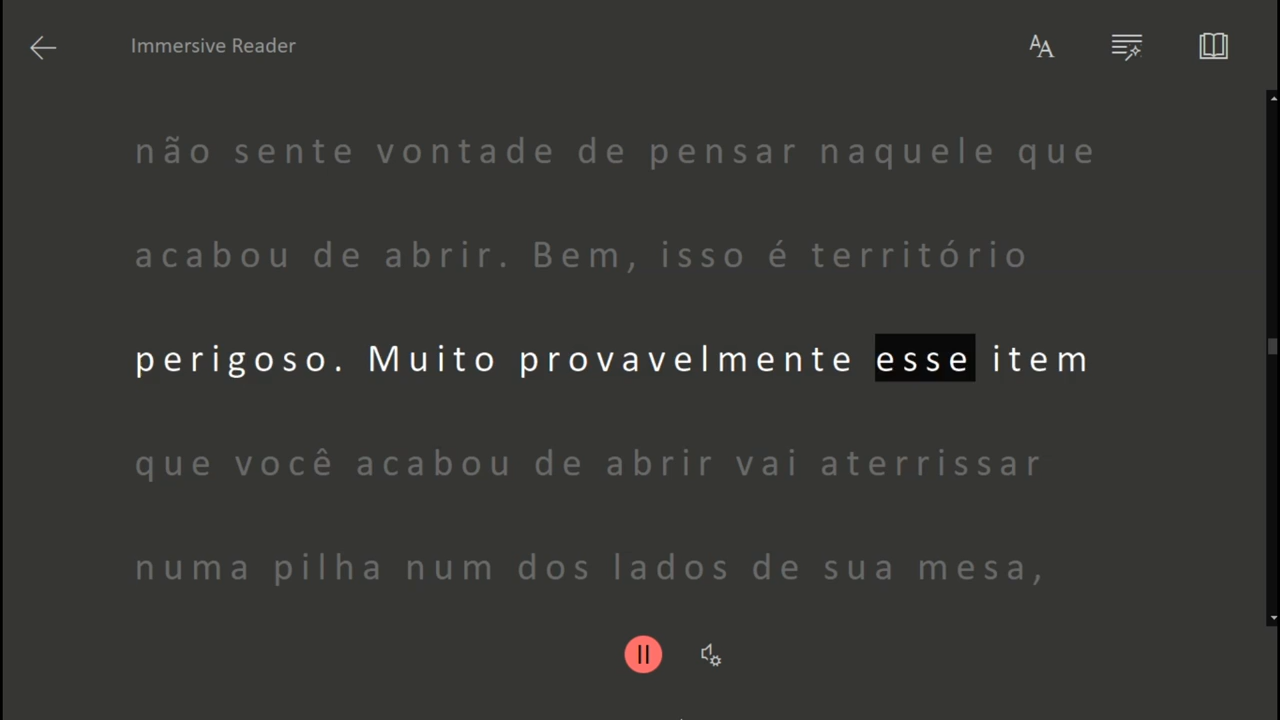 Immersive Reader
não sente vontade de pensar naquele que
acabou de abrir. Bem, isso é território
perigoso. Muito provavelmente esse item
que você acabou de abrir vai aterrissar
numa pilha num dos lados de sua mesa,